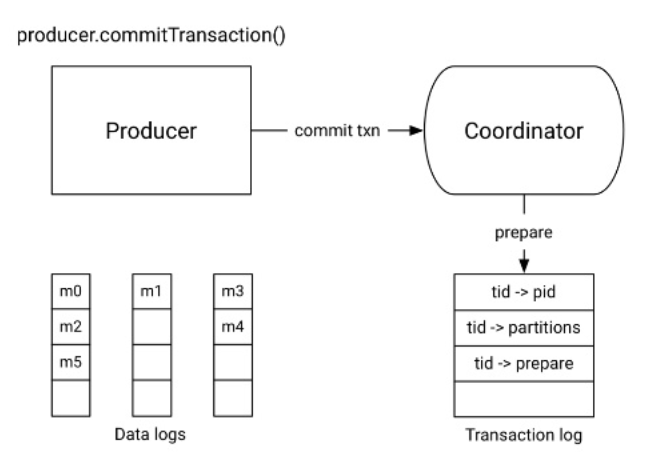 producer.commitTransaction()
Producer
commit txn
Coordinator
prepare
m0
m1
m3
tid -> pid
m2
m4
tid -> partitions
m5
tid -> prepare
Data logs
Transaction log